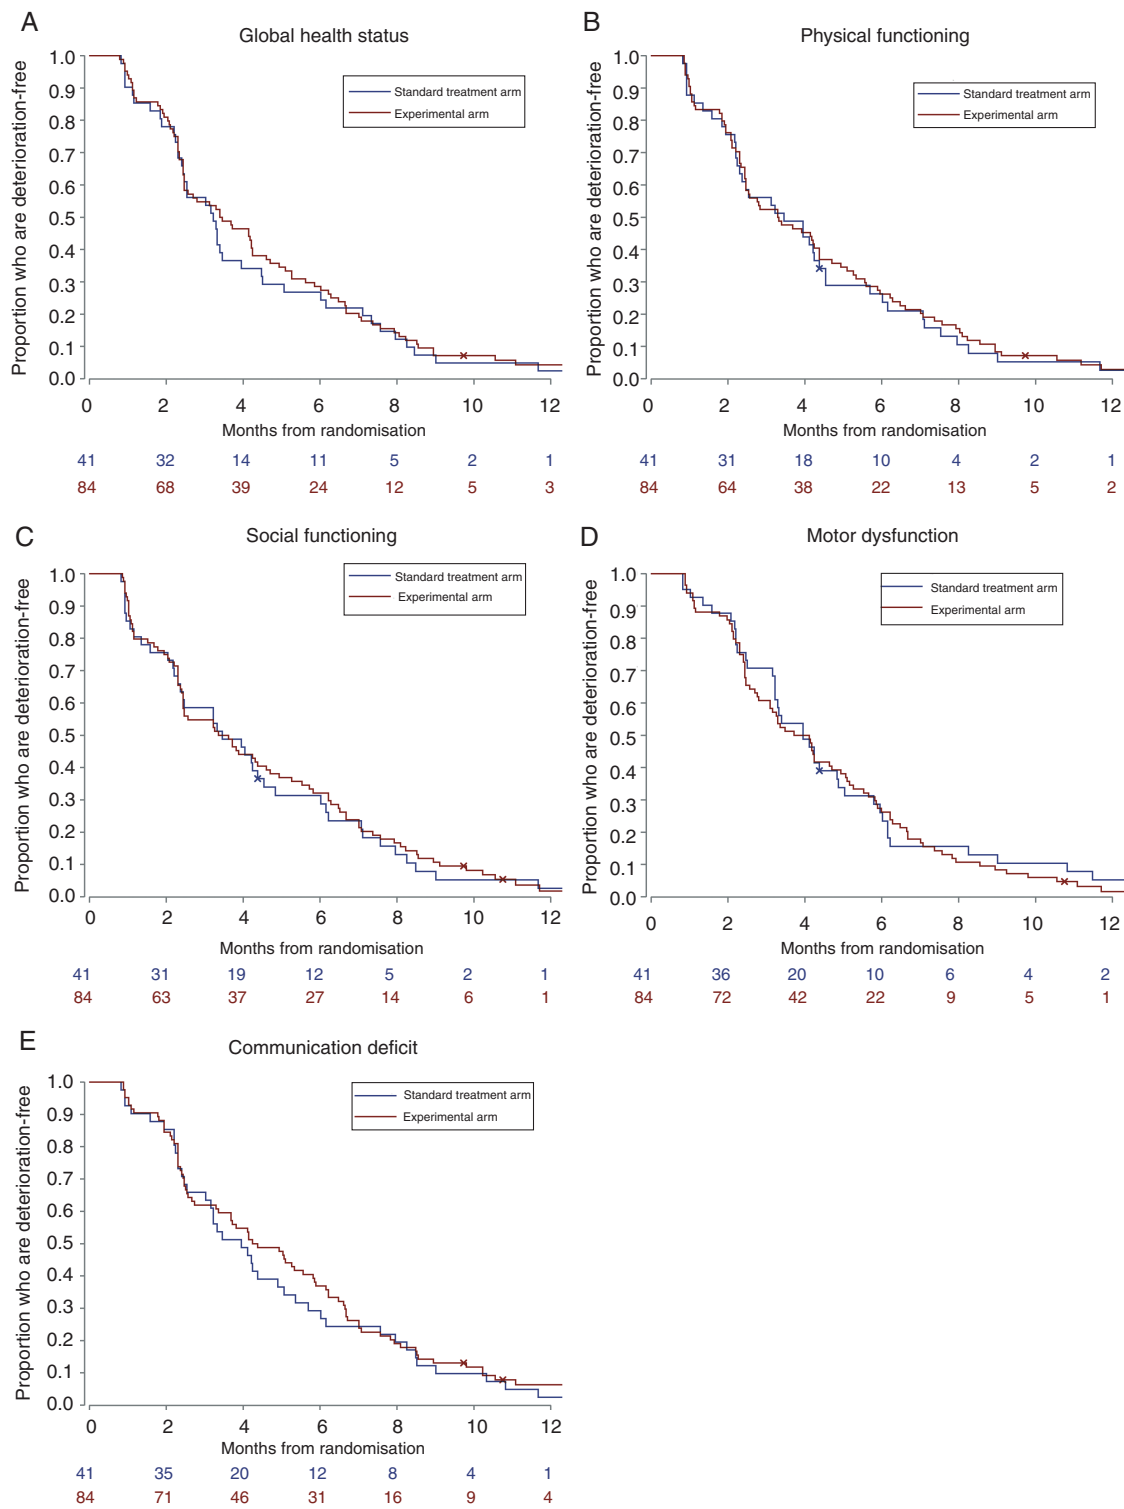 A
Global health status
Proportion who are deterioration-free
1.0
0.9
0.8
0.7
0.6
0.5
0.4
0.3
0.2
0.1
0.0
Standard treatment arm
Experimental arm
0 2 4 6 8 10 12
Months from randomisation
41 32 14 11 5 2 1
84 68 39 24 12 5 3
B
Physical functioning
Proportion who are deterioration-free
1.0
0.9
0.8
0.7
0.6
0.5
0.4
0.3
0.2
0.1
0.0
Standard treatment arm
Experimental arm
0 2 4 6 8 10 12
Months from randomisation
41 31 18 10 4 2 1
84 64 38 22 13 5 2
C
Social functioning
Proportion who are deterioration-free
1.0
0.9
0.8
0.7
0.6
0.5
0.4
0.3
0.2
0.1
0.0
Standard treatment arm
Experimental arm
0 2 4 6 8 10 12
Months from randomisation
41 31 19 12 5 2 1
84 63 37 27 14 6 1
D
Motor dysfunction
Proportion who are deterioration-free
1.0
0.9
0.8
0.7
0.6
0.5
0.4
0.3
0.2
0.1
0.0
Standard treatment arm
Experimental arm
0 2 4 6 8 10 12
Months from randomisation
41 36 20 10 6 4 2
84 72 42 22 9 5 1
E
Communication deficit
Proportion who are deterioration-free
1.0
0.9
0.8
0.7
0.6
0.5
0.4
0.3
0.2
0.1
0.0
Standard treatment arm
Experimental arm
0 2 4 6 8 10 12
Months from randomisation
41 35 20 12 8 4 1
84 71 46 31 16 9 4